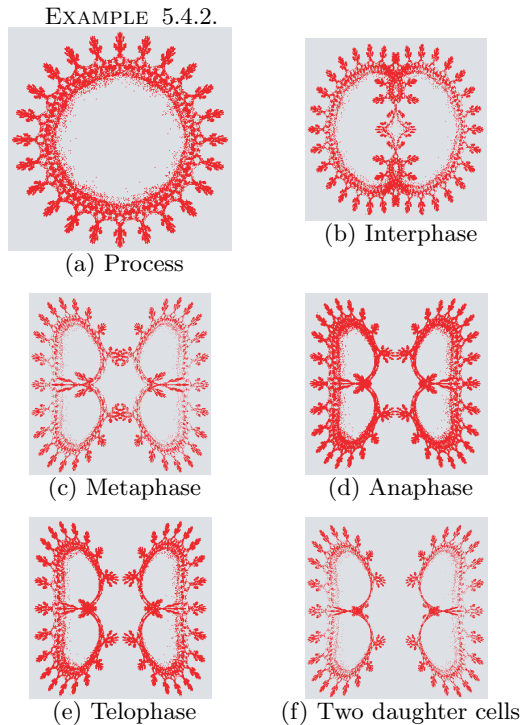 EXAMPLE 5.4.2.
(a) Process
(b) Interphase
(c) Metaphase
(d) Anaphase
(e) Telophase
(f) Two daughter cells